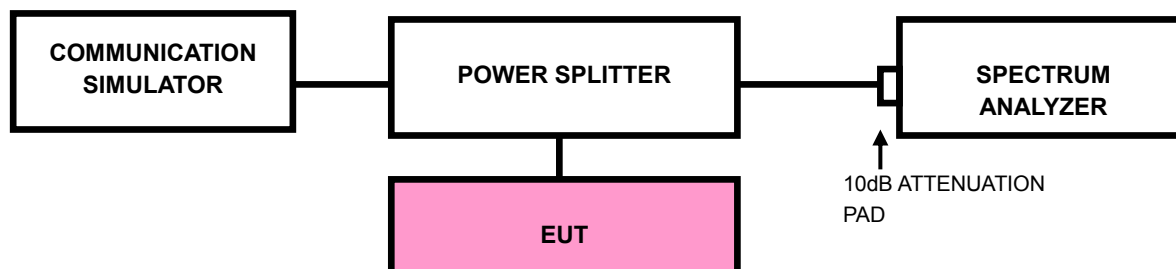 COMMUNICATION
SIMULATOR
POWER SPLITTER
SPECTRUM
ANALYZER
10dB ATTENUATION
PAD
EUT